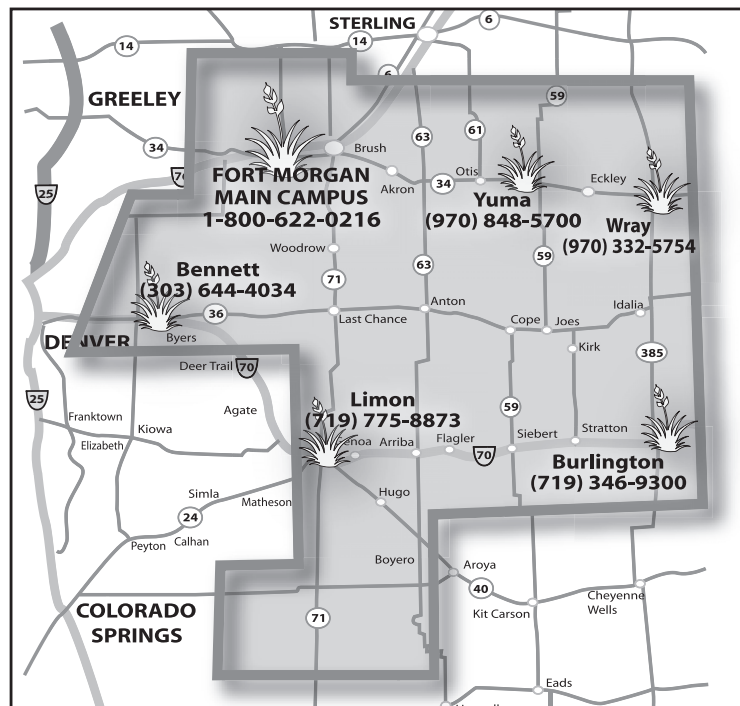 STERLING
6
14
14
6
GREELEY
59
34
63
61
Brush
76
25
FORT MORGAN
MAIN CAMPUS
1-800-622-0216
Akron
34
Otis
Yuma
(970) 848-5700
Eckley
Wray
(970) 332-5754
Woodrow
Bennett
(303) 644-4034
71
63
59
36
Last Chance
Anton
Cope
Joes
Idalia
DENVER
Byers
Kirk
Deer Trail
70
385
25
Limon
(719) 775-8873
Agate
59
Franktown
Kiowa
Elizabeth
Arriba
Flagler
70
Siebert
Stratton
Burlington
(719) 346-9300
Simla
Matheson
Hugo
24
Peyton
Calhan
Boyero
Aroya
40
Kit Carson
Cheyenne
Wells
COLORADO
SPRINGS
71
Eads